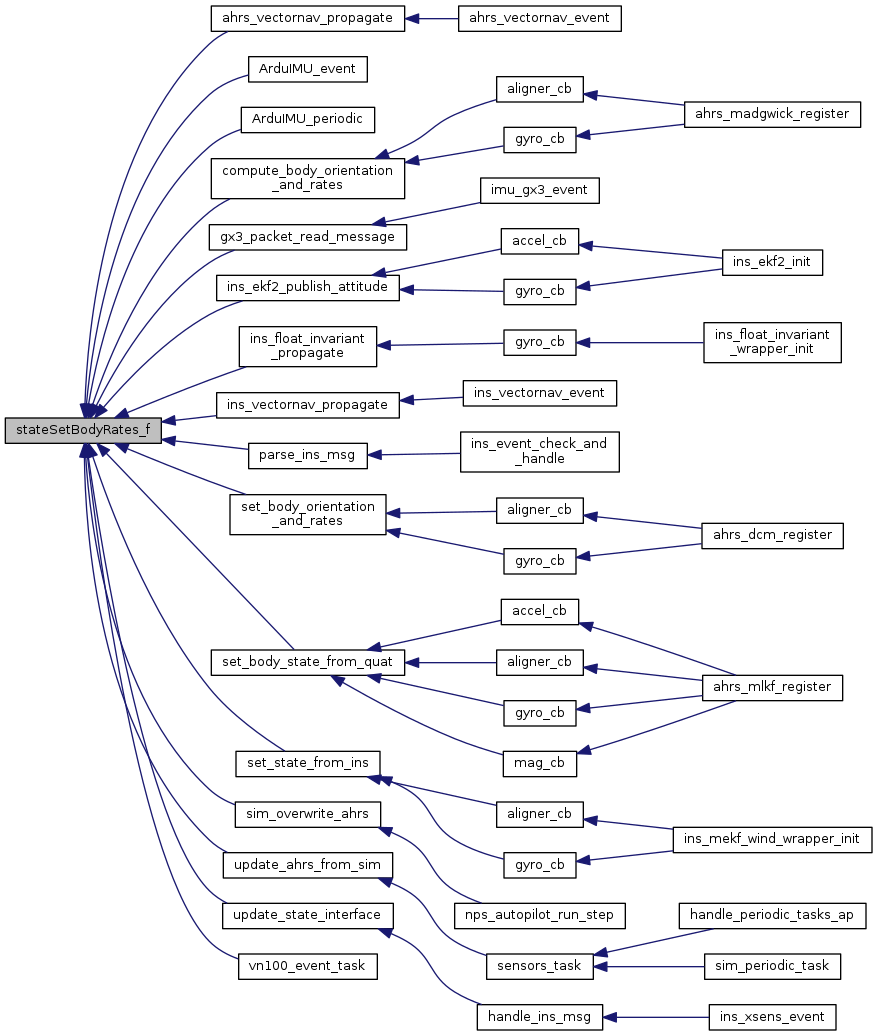 ahrs_vectornav_propagate
ahrs_vectornav_event
ArduIMU_event
aligner_cb
ahrs_madgwick_register
ArduIMU_periodic
gyro_cb
compute_body_orientation
_and_rates
imu_gx3_event
gx3_packet_read_message
accel_cb
ins_ekf2_init
ins_ekf2_publish_attitude
gyro_cb
ins_float_invariant
_propagate
gyro_cb
ins_float_invariant
_wrapper_init
ins_vectornav_propagate
ins_vectornav_event
stateSetBodyRates_f
parse_ins_msg
ins_event_check_and
_handle
set_body_orientation
_and_rates
aligner_cb
ahrs_dcm_register
gyro_cb
accel_cb
set_body_state_from_quat
aligner_cb
ahrs_mlkf_register
gyro_cb
mag_cb
set_state_from_ins
aligner_cb
sim_overwrite_ahrs
ins_mekf_wind_wrapper_init
gyro_cb
update_ahrs_from_sim
update_state_interface
nps_autopilot_run_step
handle_periodic_tasks_ap
vn100_event_task
sensors_task
sim_periodic_task
handle_ins_msg
ins_xsens_event